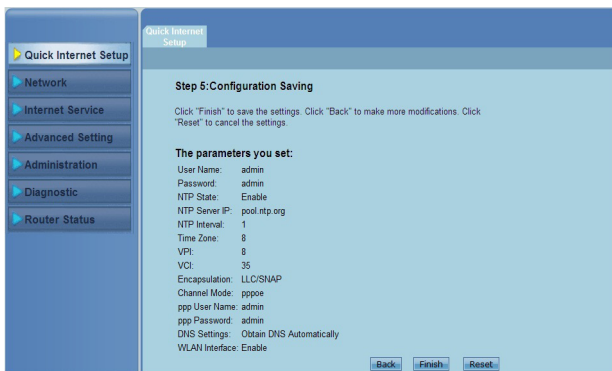 Quick Internet
Setup
Quick Internet Setup
Network
Internet Service
Advanced Setting
Administration
Diagnostic
Router Status
Step 5:Configuration Saving
Click "Finish" to save the settings. Click "Back" to make more modifications. Click
"Reset" to cancel the settings.
The parameters you set:
User Name: admin
Password: admin
NTP State: Enable
NTP Server IP: pool.ntp.org
NTP Interval: 1
Time Zone: 8
VPI: 8
VCI: 35
Encapsulation: LLC/SNAP
Channel Mode: pppoe
ppp User Name: admin
ppp Password: admin
DNS Settings: Obtain DNS Automatically
WLAN Interface: Enable
Back Finish Reset